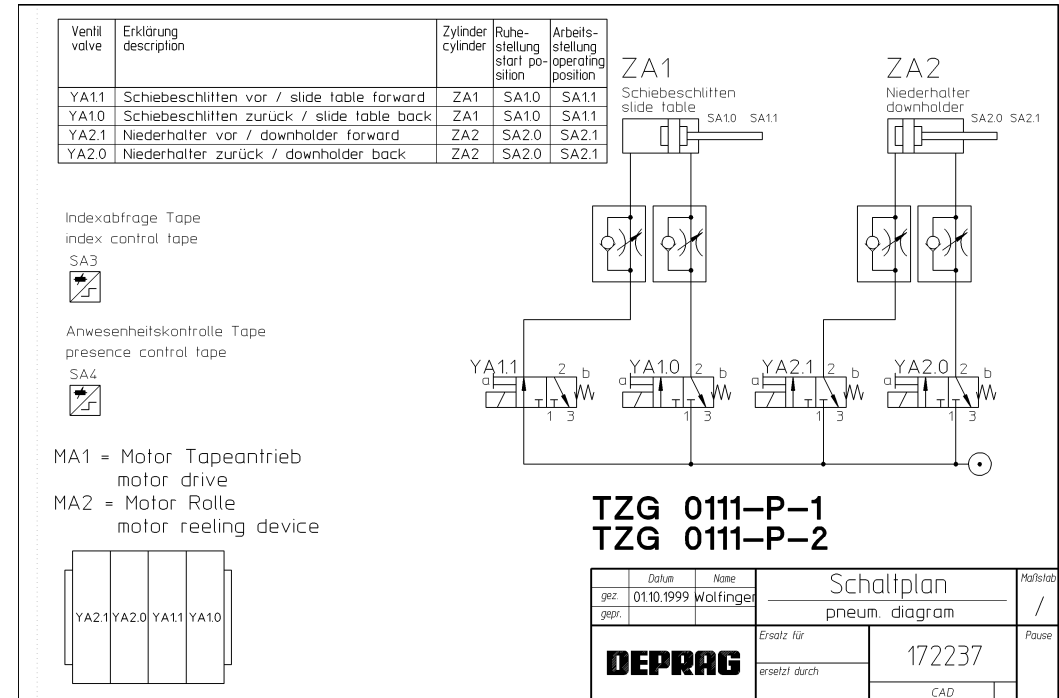 Ventil Erklärung Zylinder Ruhe- Arbeits-
valve description cylinder stellung stellung
start po- operating
sition position
YA1.1 Schiebeschlitten vor / slide table forward ZA1 SA1.0 SA1.1
YA1.0 Schiebeschlitten zurück / slide table back ZA1 SA1.0 SA1.1
YA2.1 Niederhalter vor / downholder forward ZA2 SA2.0 SA2.1
YA2.0 Niederhalter zurück / downholder back ZA2 SA2.0 SA2.1
ZA1
Schiebeschlitten
slide table
SA1.0 SA1.1
ZA2
Niederhalter
downholder
SA2.0 SA2.1
Indexabfrage Tape
index control tape
SA3
Anwesenheitskontrolle Tape
presence control tape
SA4
YA1.1 2 b
a
1 3
YA1.0 2 b
a
1 3
YA2.1 2 b
a
1 3
YA2.0 2 b
a
1 3
MA1 = Motor Tapeantrieb
motor drive
MA2 = Motor Rolle
motor reeling device
YA2.1 YA2.0 YA1.1 YA1.0
TZG 0111-P-1
TZG 0111-P-2
Datum Name
gez. 01.10.1999 Wolfinger
gepr.
Schaltplan
pneum. diagram
Maßstab
/
DEPRAG
Ersatz für
ersetzt durch
172237
CAD
Pause